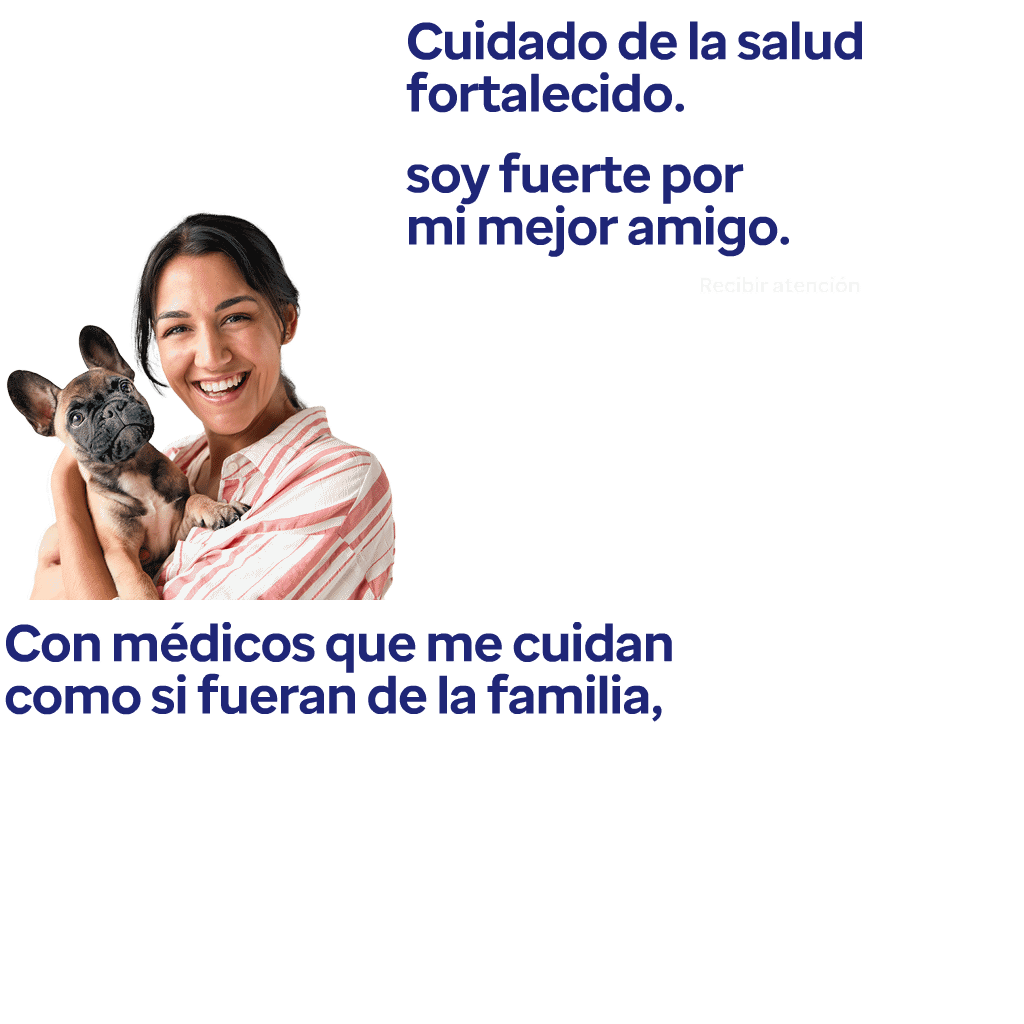 Cuidado de la salud
fortalecido.
soy fuerte por
mi mejor amigo.
Recibir atención
Con médicos que me cuidan
como si fueran de la familia,